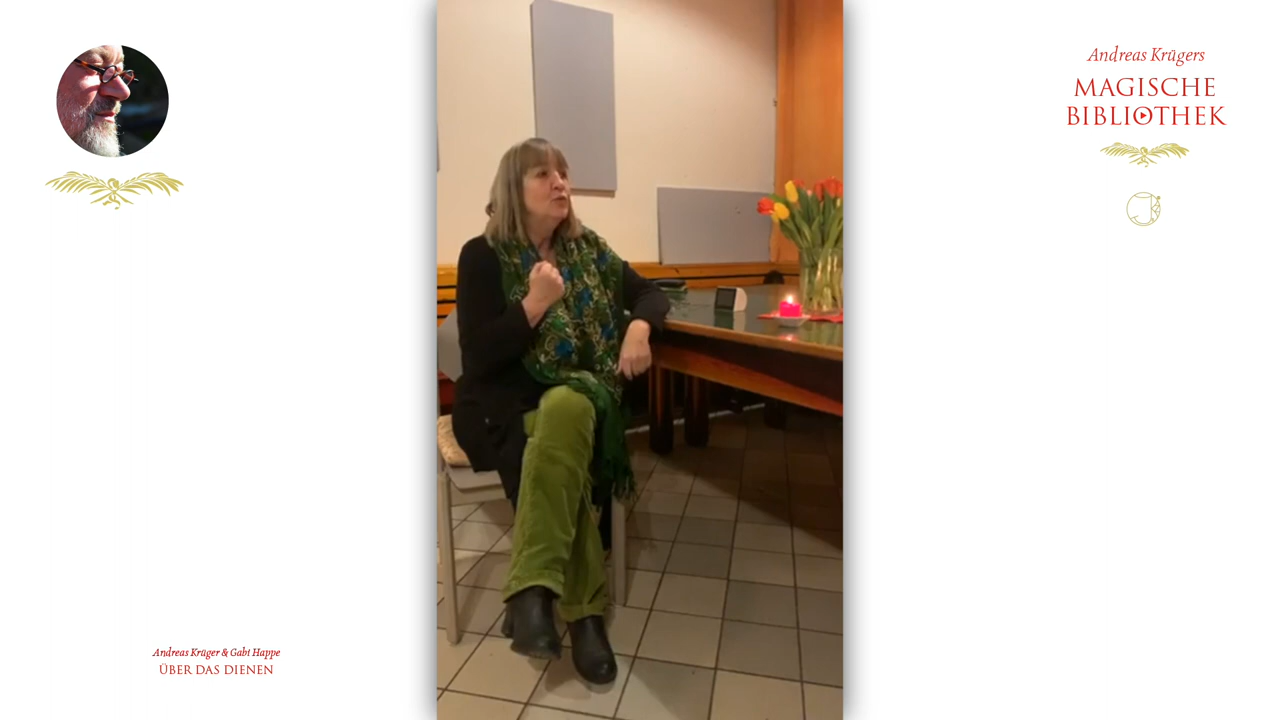 Andreas Krügers
MAGISCHE
BIBLIOTHEK
Andreas Krüger & Gabi Happe
ÜBER DAS DIENEN